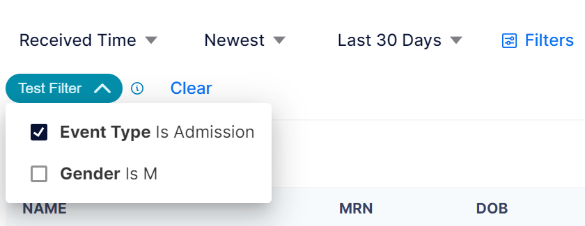 Received Time Newest Last 30 Days Filters
Test Filter Clear
Event Type Is Admission
Gender Is M
NAME MRN DOB